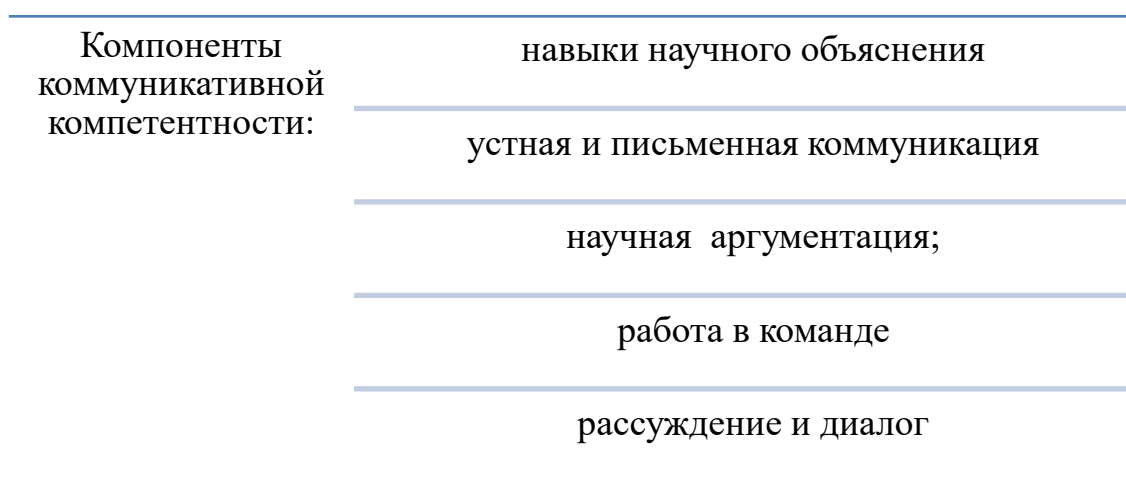 Компоненты
коммуникативной
компетентности:
навыки научного объяснения
устная и письменная коммуникация
научная  аргументация;
работа в команде
рассуждение и диалог